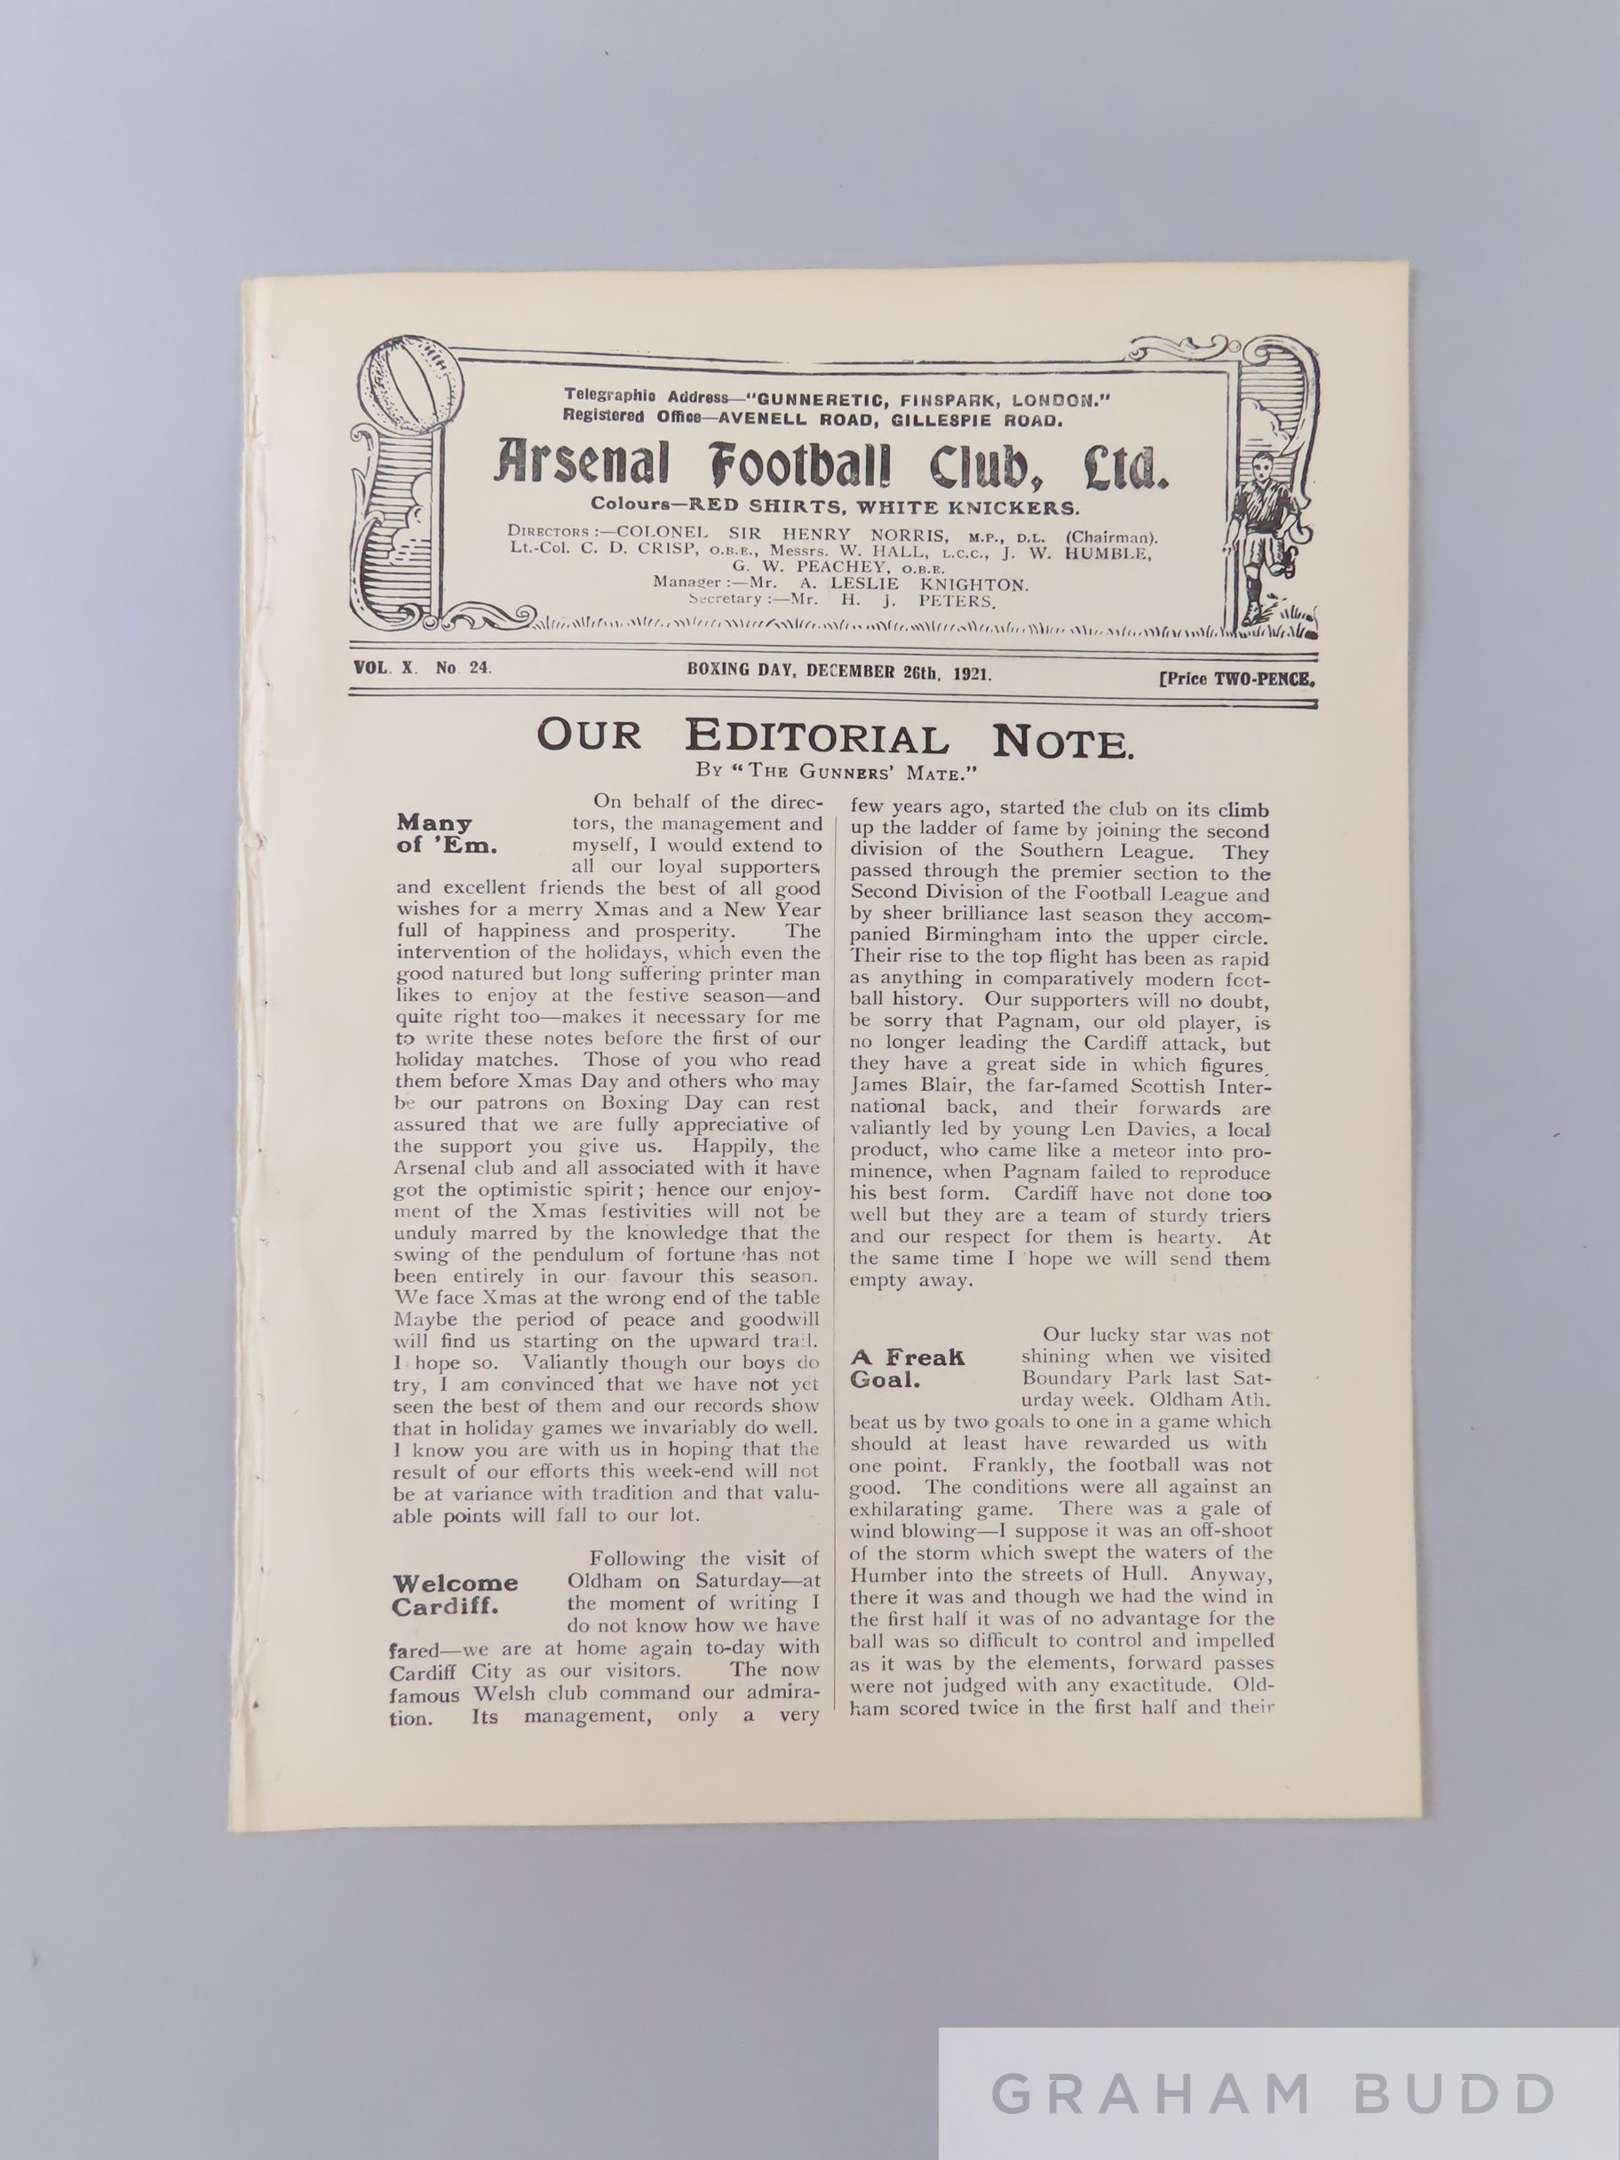 Telegraphic Address—"GUNNERETIC, FINSPARK, LONDON."
Registered Office—AVENELL ROAD, GILLESPIE ROAD.
Arsenal Football Club, Ltd.
Colours—RED SHIRTS, WHITE KNICKERS.
DIRECTORS:—COLONEL SIR HENRY NORRIS, M.P., D.L. (Chairman).
Lt.-Col. C. D. CRISP, O.B.E., Messrs. W. HALL, L.C.C., J. W. HUMBLE,
G. W. PEACHEY, O.B.E.
Manager:—Mr. A. LESLIE KNIGHTON.
Secretary:—Mr. H. J. PETERS.
VOL. X. No 24. BOXING DAY, DECEMBER 26th, 1921. [Price TWO-PENCE.
OUR EDITORIAL NOTE.
BY "THE GUNNERS' MATE."
Many
of 'Em.
On behalf of the direc-
tors, the management and
myself, I would extend to
all our loyal supporters
and excellent friends the best of all good
wishes for a merry Xmas and a New Year
full of happiness and prosperity. The
intervention of the holidays, which even the
good natured but long suffering printer man
likes to enjoy at the festive season—and
quite right too—makes it necessary for me
to write these notes before the first of our
holiday matches. Those of you who read
them before Xmas Day and others who may
be our patrons on Boxing Day can rest
assured that we are fully appreciative of
the support you give us. Happily, the
Arsenal club and all associated with it have
got the optimistic spirit; hence our enjoy-
ment of the Xmas festivities will not be
unduly marred by the knowledge that the
swing of the pendulum of fortune has not
been entirely in our favour this season.
We face Xmas at the wrong end of the table
Maybe the period of peace and goodwill
will find us starting on the upward trail.
I hope so. Valiantly though our boys do
try, I am convinced that we have not yet
seen the best of them and our records show
that in holiday games we invariably do well.
I know you are with us in hoping that the
result of our efforts this week-end will not
be at variance with tradition and that valu-
able points will fall to our lot.
Welcome
Cardiff.
Following the visit of
Oldham on Saturday—at
the moment of writing I
do not know how we have
fared—we are at home again to-day with
Cardiff City as our visitors. The now
famous Welsh club command our admira-
tion. Its management, only a very
few years ago, started the club on its climb
up the ladder of fame by joining the second
division of the Southern League. They
passed through the premier section to the
Second Division of the Football League and
by sheer brilliance last season they accom-
panied Birmingham into the upper circle.
Their rise to the top flight has been as rapid
as anything in comparatively modern foot-
ball history. Our supporters will no doubt,
be sorry that Pagnam, our old player, is
no longer leading the Cardiff attack, but
they have a great side in which figures
James Blair, the far-famed Scottish Inter-
national back, and their forwards are
valiantly led by young Len Davies, a local
product, who came like a meteor into pro-
minence, when Pagnam failed to reproduce
his best form. Cardiff have not done too
well but they are a team of sturdy triers
and our respect for them is hearty. At
the same time I hope we will send them
empty away.
A Freak
Goal.
Our lucky star was not
shining when we visited
Boundary Park last Sat-
urday week. Oldham Ath.
beat us by two goals to one in a game which
should at least have rewarded us with
one point. Frankly, the football was not
good. The conditions were all against an
exhilarating game. There was a gale of
wind blowing—I suppose it was an off-shoot
of the storm which swept the waters of the
Humber into the streets of Hull. Anyway,
there it was and though we had the wind in
the first half it was of no advantage for the
ball was so difficult to control and impelled
as it was by the elements, forward passes
were not judged with any exactitude. Old-
ham scored twice in the first half and their
GRAHAM BUDD